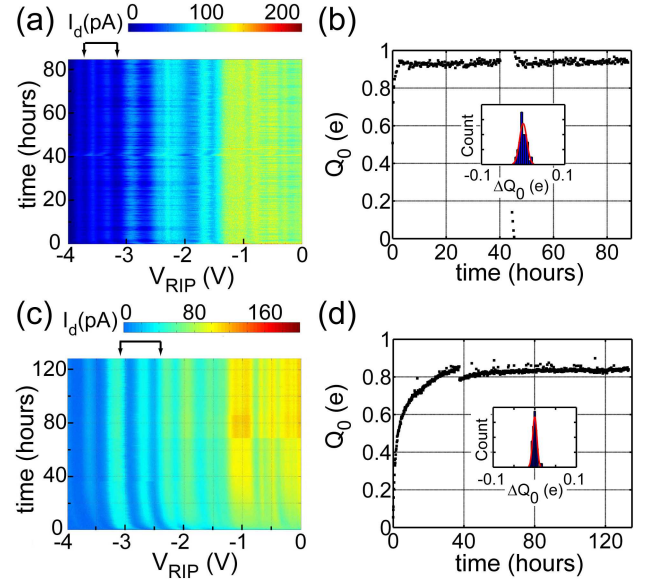 (a)
I_d(pA)
0
100
200
time (hours)
80
60
40
20
0
-4
-3
-2
-1
0
V_RIP (V)
(b)
Q_0 (e)
1
0.8
0.6
0.4
0.2
0
0
20
40
60
80
time (hours)
Count
-0.1
0.1
ΔQ_0 (e)
(c)
I_d(pA)
0
80
160
time (hours)
120
80
40
0
-4
-3
-2
-1
0
V_RIP (V)
(d)
Q_0 (e)
1
0.8
0.6
0.4
0.2
0
0
40
80
120
time (hours)
Count
-0.1
0.1
ΔQ_0 (e)